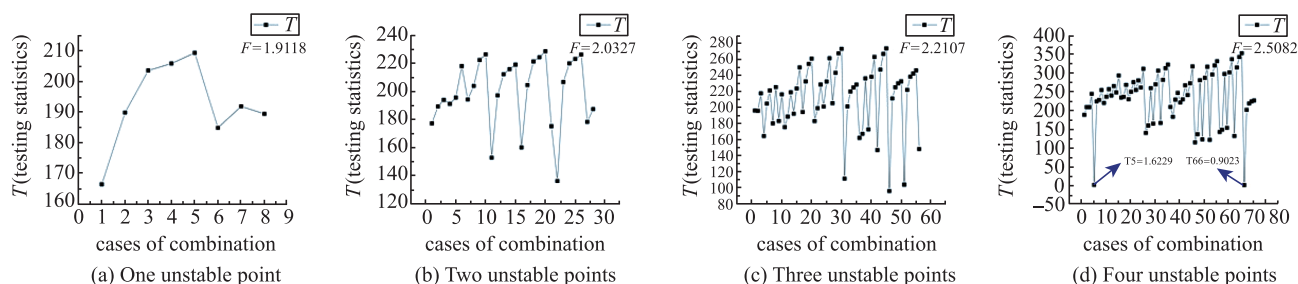 T
F=1.9118
T(testing statistics)
215
210
200
190
180
170
160
0 1 2 3 4 5 6 7 8 9
cases of combination
(a) One unstable point
T
F=2.0327
T(testing statistics)
240
220
200
180
160
140
120
0 5 10 15 20 25 30
cases of combination
(b) Two unstable points
T
F=2.2107
T(testing statistics)
280
260
240
220
200
180
160
140
120
100
80
0 10 20 30 40 50 60
cases of combination
(c) Three unstable points
T
F=2.5082
T(testing statistics)
400
350
300
250
200
150
100
50
0
−50
T5=1.6229
T66=0.9023
0 10 20 30 40 50 60 70 80
cases of combination
(d) Four unstable points